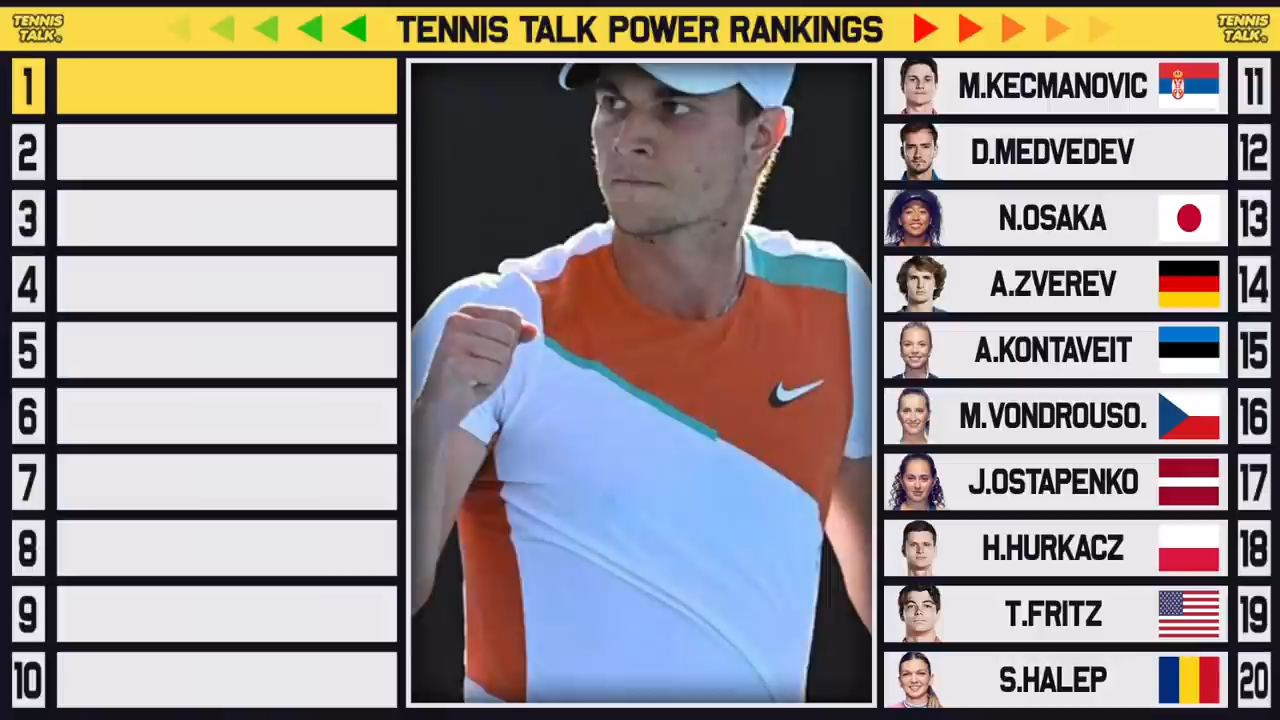 TENNIS TALK
TENNIS TALK POWER RANKINGS
TENNIS TALK
1
2
3
4
5
6
7
8
9
10
M.KECMANOVIC 11
D.MEDVEDEV 12
N.OSAKA 13
A.ZVEREV 14
A.KONTAVEIT 15
M.VONDROUSO. 16
J.OSTAPENKO 17
H.HURKACZ 18
T.FRITZ 19
S.HALEP 20